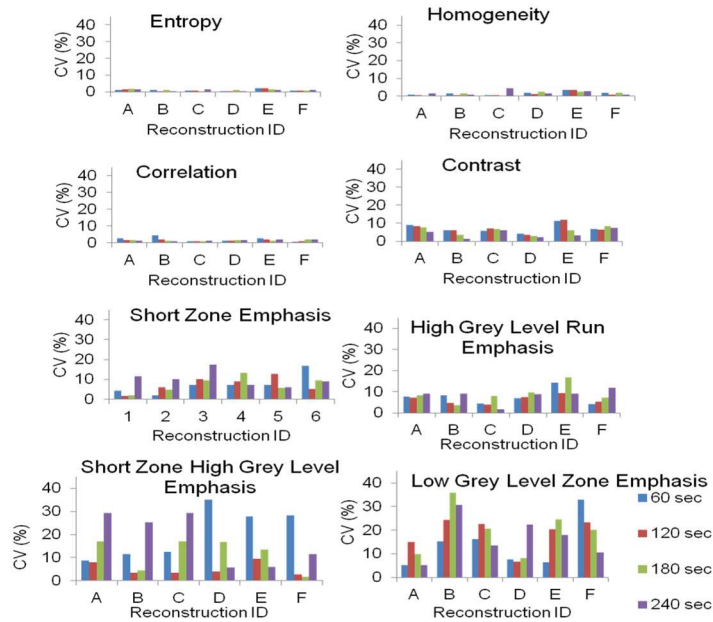 Entropy
CV (%)
40
30
20
10
0
A B C D E F
Reconstruction ID
Homogeneity
CV (%)
40
30
20
10
0
A B C D E F
Reconstruction ID
Correlation
CV (%)
40
30
20
10
0
A B C D E F
Reconstruction ID
Contrast
CV (%)
40
30
20
10
0
A B C D E F
Reconstruction ID
Short Zone Emphasis
CV (%)
40
30
20
10
0
1 2 3 4 5 6
Reconstruction ID
High Grey Level Run
Emphasis
CV (%)
40
30
20
10
0
A B C D E F
Reconstruction ID
Short Zone High Grey Level
Emphasis
CV (%)
40
30
20
10
0
A B C D E F
Reconstruction ID
Low Grey Level Zone Emphasis
CV (%)
40
30
20
10
0
A B C D E F
Reconstruction ID
60 sec
120 sec
180 sec
240 sec